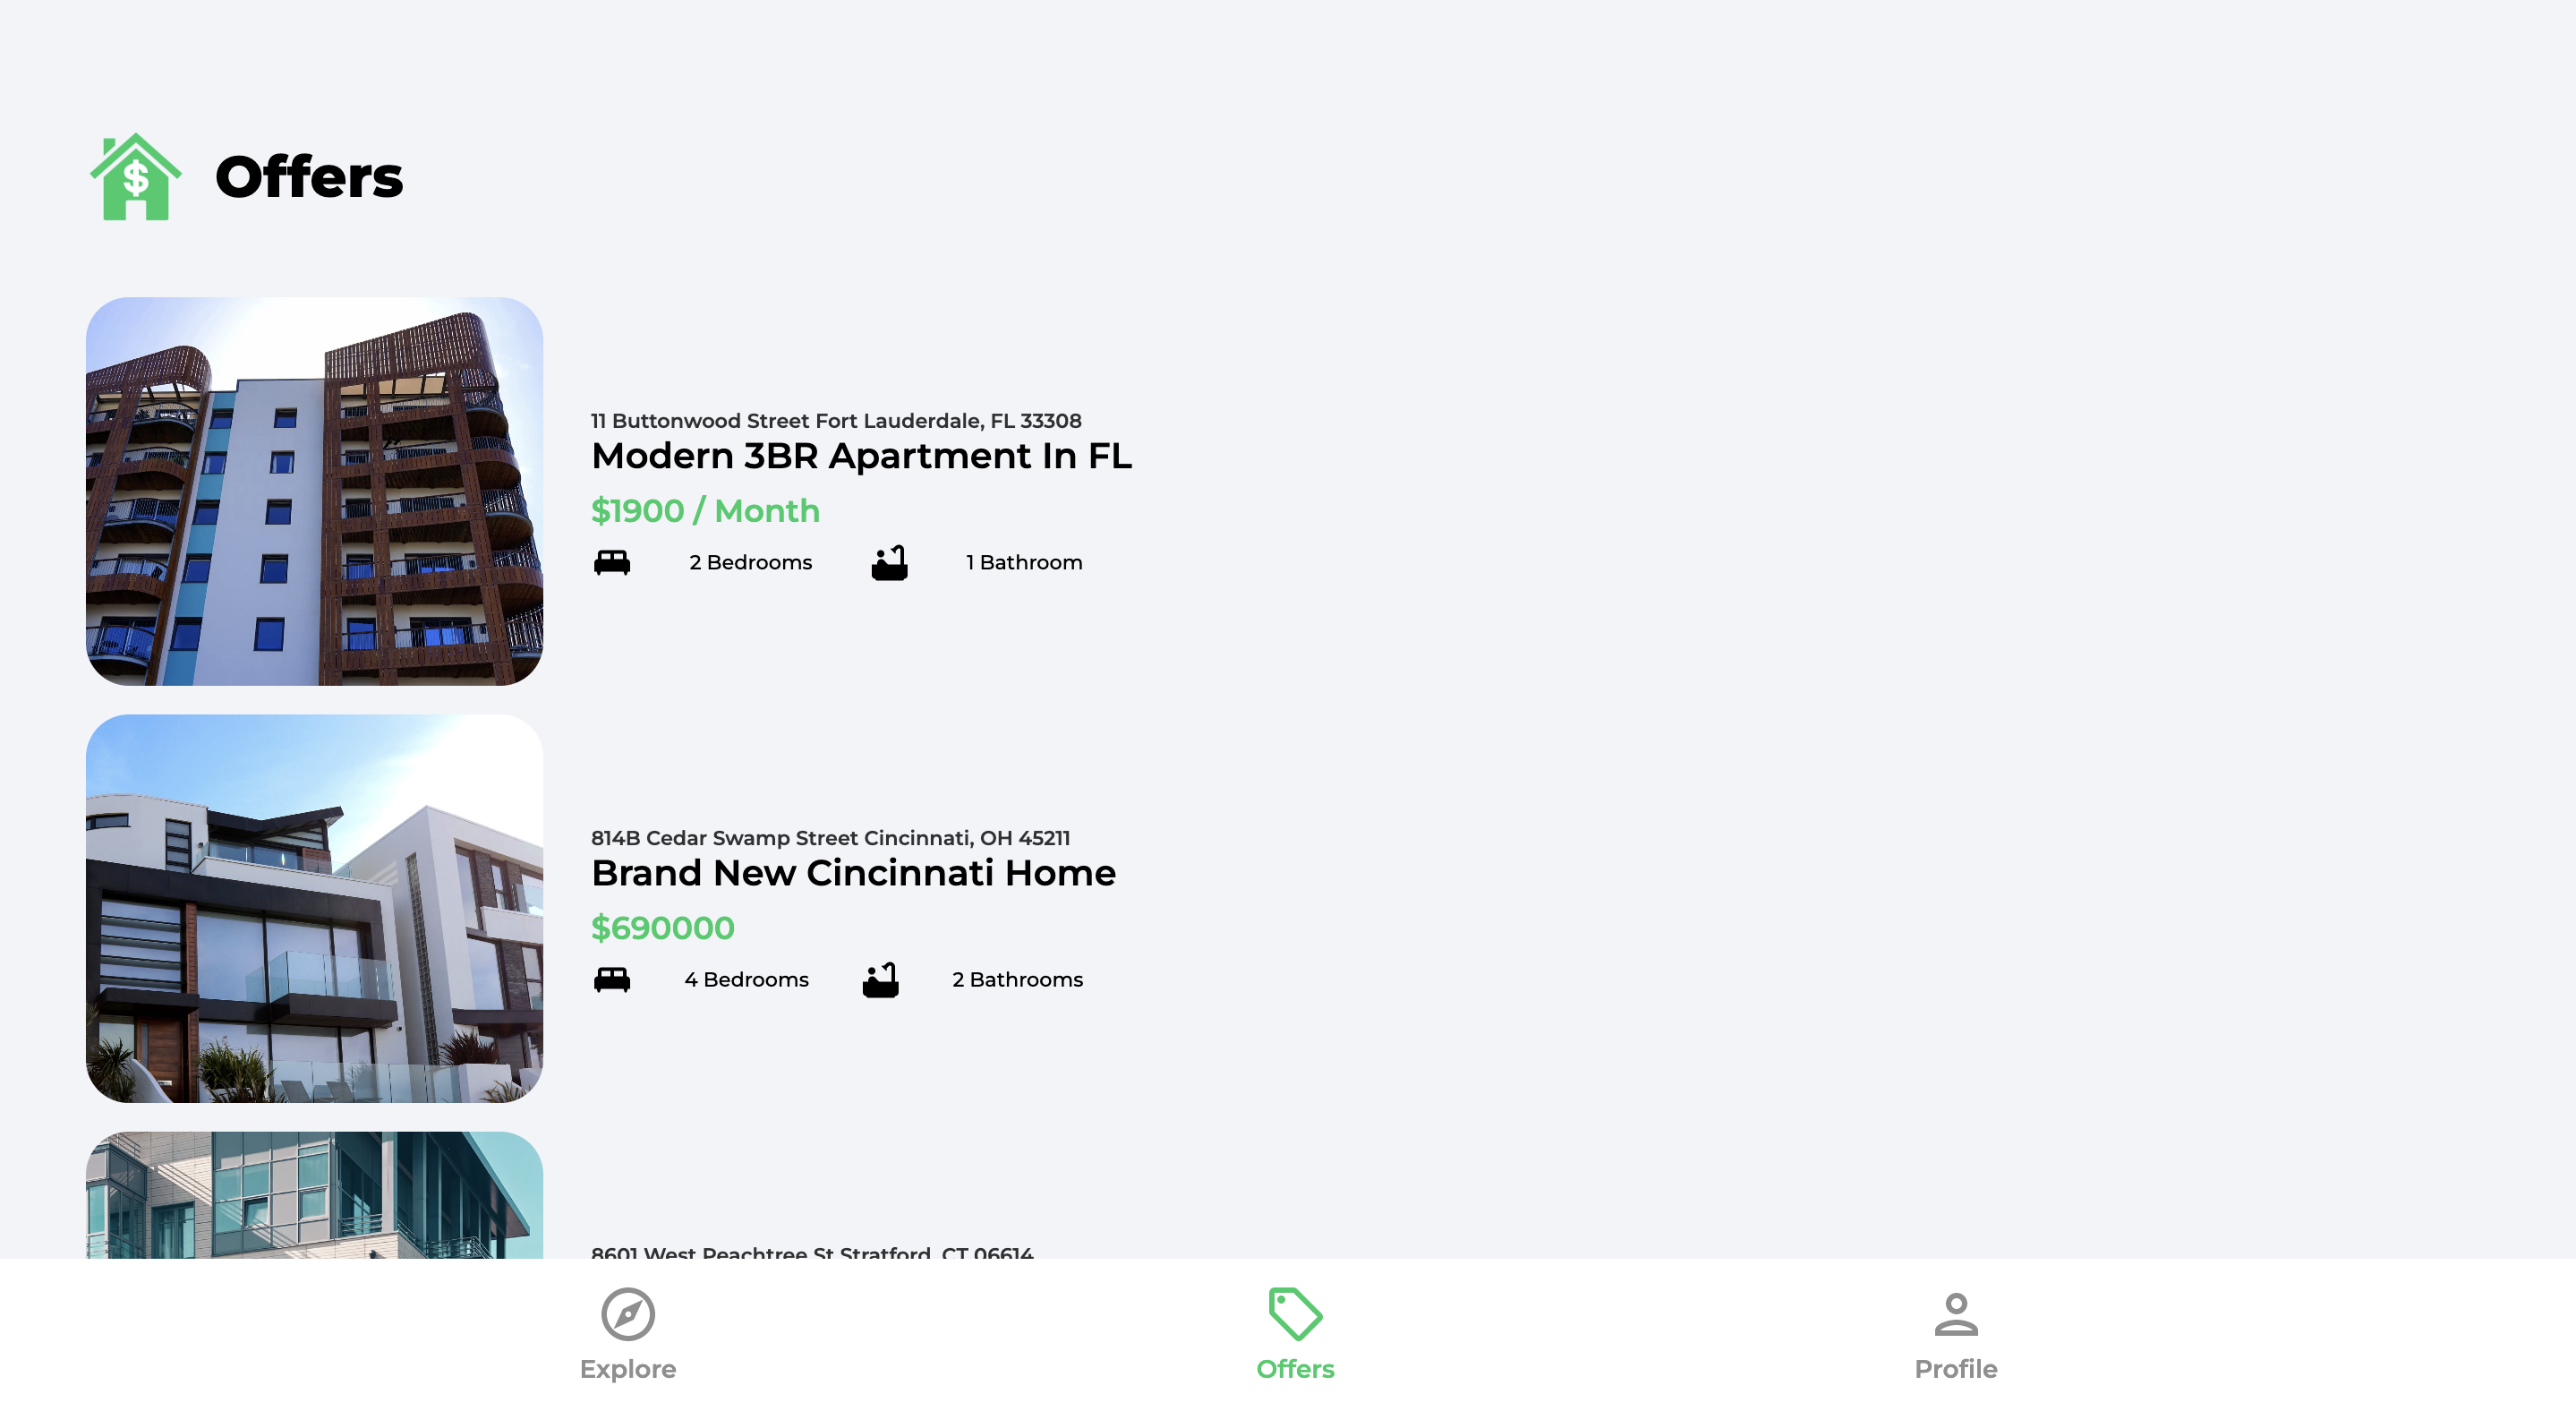 $
Offers
11 Buttonwood Street Fort Lauderdale, FL 33308
Modern 3BR Apartment In FL
$1900 / Month
2 Bedrooms 1 Bathroom
814B Cedar Swamp Street Cincinnati, OH 45211
Brand New Cincinnati Home
$690000
4 Bedrooms 2 Bathrooms
8601 West Peachtree St Stratford, CT 06614
Explore Offers Profile